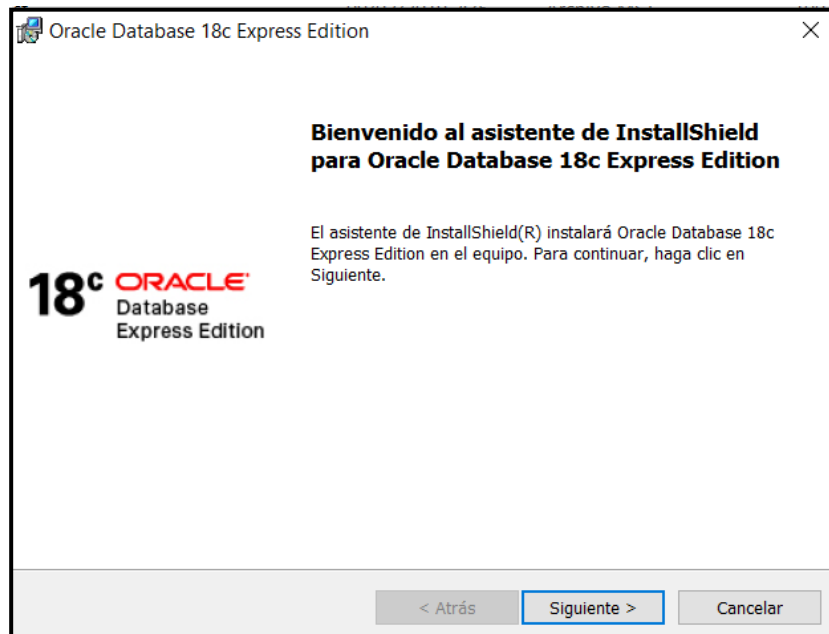 Oracle Database 18c Express Edition
Bienvenido al asistente de InstallShield
para Oracle Database 18c Express Edition
El asistente de InstallShield(R) instalará Oracle Database 18c
Express Edition en el equipo. Para continuar, haga clic en
Siguiente.
18c ORACLE
Database
Express Edition
< Atrás Siguiente > Cancelar